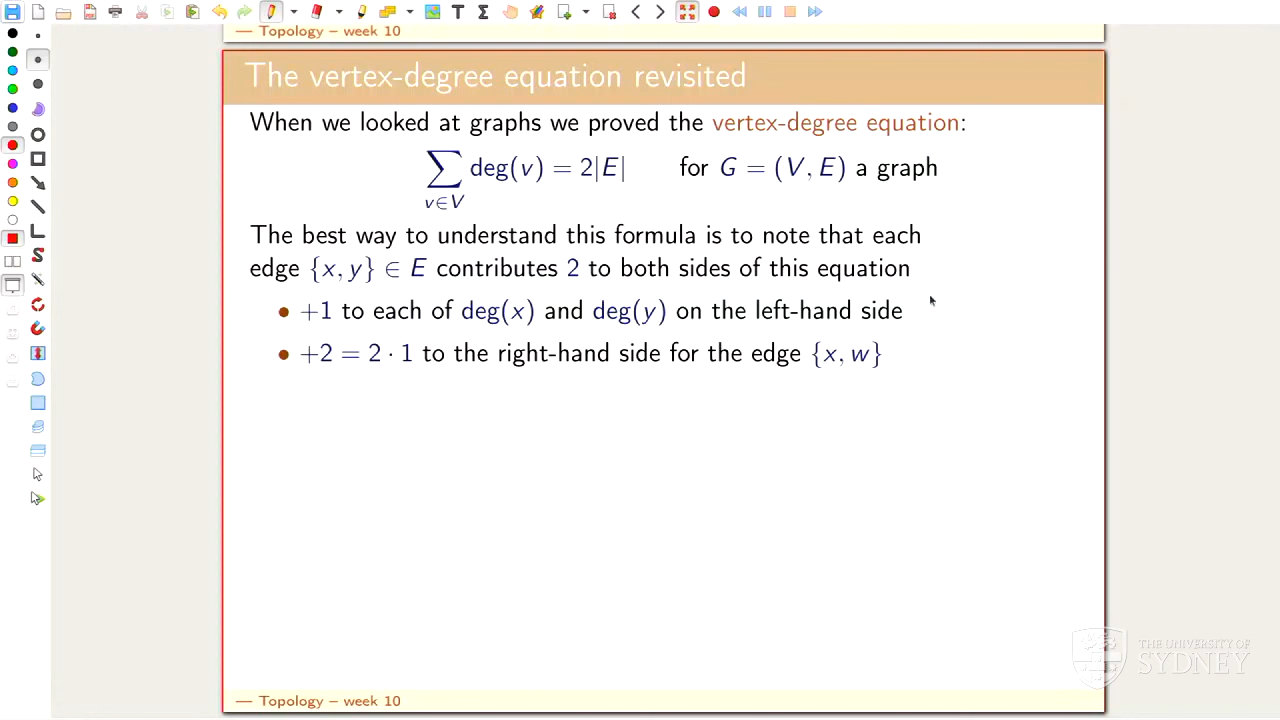 — Topology – week 10
The vertex-degree equation revisited
When we looked at graphs we proved the vertex-degree equation:
∑ deg(v) = 2|E| for G = (V, E) a graph
v∈V
The best way to understand this formula is to note that each
edge {x, y} ∈ E contributes 2 to both sides of this equation
• +1 to each of deg(x) and deg(y) on the left-hand side
• +2 = 2 · 1 to the right-hand side for the edge {x, w}
THE UNIVERSITY OF
SYDNEY
— Topology – week 10